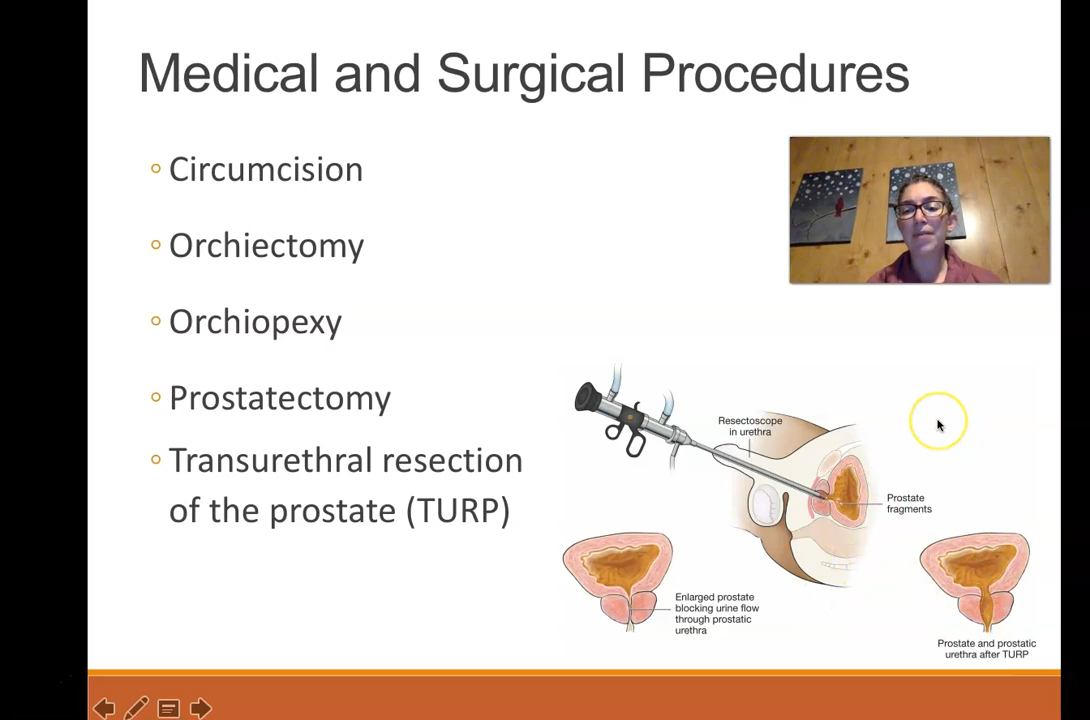 Medical and Surgical Procedures
Circumcision
Orchiectomy
Orchiopexy
Prostatectomy
Transurethral resection
of the prostate (TURP)
Resectoscope
in urethra
Prostate
fragments
Enlarged prostate
blocking urine flow
through prostatic
urethra
Prostate and prostatic
urethra after TURP